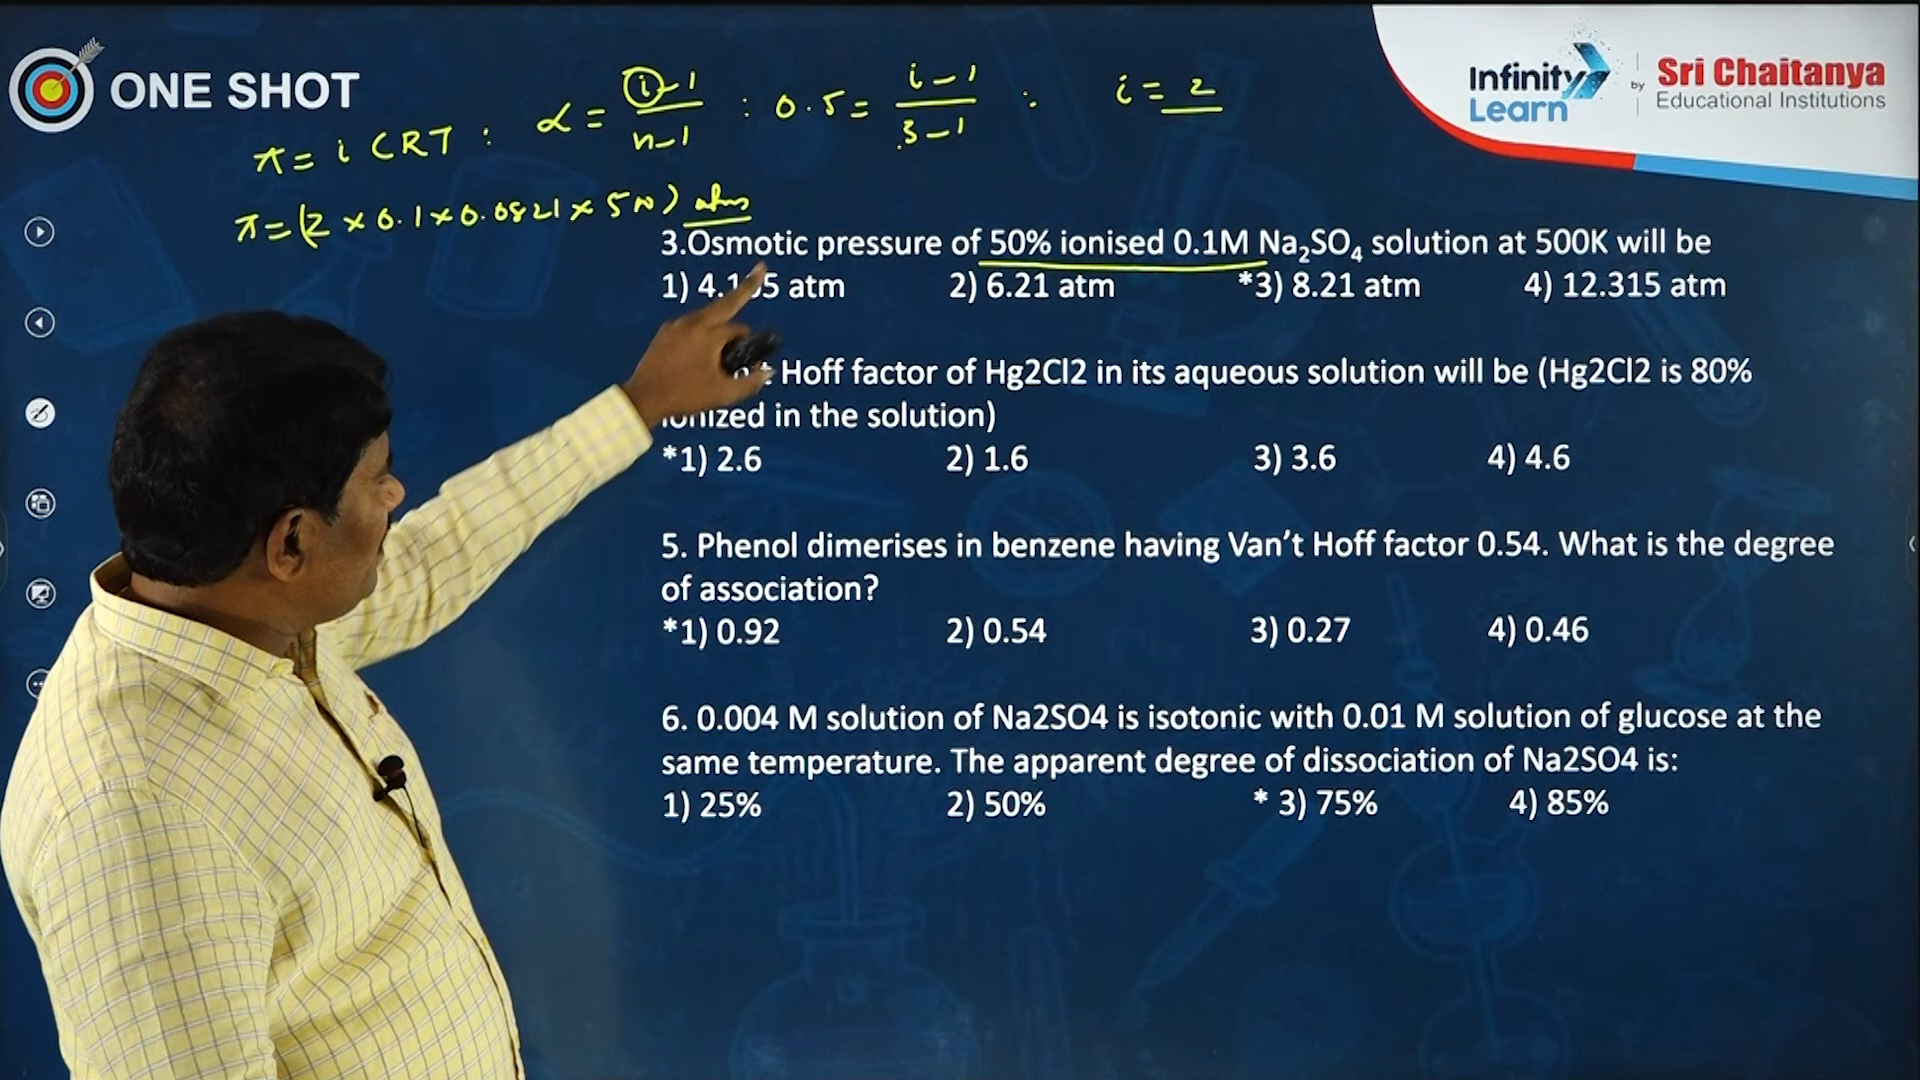 ONE SHOT
Infinity Learn by Sri Chaitanya Educational Institutions
π = i CRT : α = i-1 / n-1 : 0.5 = i-1 / 3-1 : i = 2
π = (2 × 0.1 × 0.0821 × 500) atm
3.Osmotic pressure of 50% ionised 0.1M Na₂SO₄ solution at 500K will be
1) 4.1 5 atm 2) 6.21 atm *3) 8.21 atm 4) 12.315 atm
Hoff factor of Hg2Cl2 in its aqueous solution will be (Hg2Cl2 is 80%
ionized in the solution)
*1) 2.6 2) 1.6 3) 3.6 4) 4.6
5. Phenol dimerises in benzene having Van’t Hoff factor 0.54. What is the degree
of association?
*1) 0.92 2) 0.54 3) 0.27 4) 0.46
6. 0.004 M solution of Na2SO4 is isotonic with 0.01 M solution of glucose at the
same temperature. The apparent degree of dissociation of Na2SO4 is:
1) 25% 2) 50% * 3) 75% 4) 85%